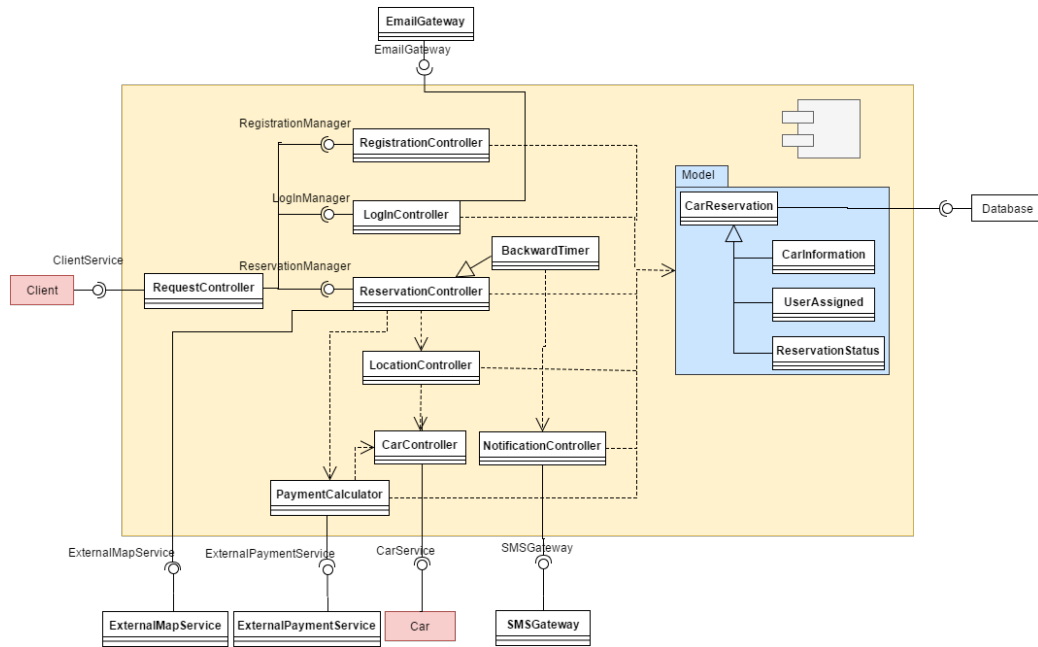 EmailGateway
EmailGateway
RegistrationManager
RegistrationController
Model
LogInManager
LogInController
CarReservation
Database
BackwardTimer
CarInformation
ClientService
ReservationManager
Client
RequestController
ReservationController
UserAssigned
ReservationStatus
LocationController
CarController
NotificationController
PaymentCalculator
ExternalMapService
ExternalPaymentService
CarService
SMSGateway
ExternalMapService
ExternalPaymentService
Car
SMSGateway